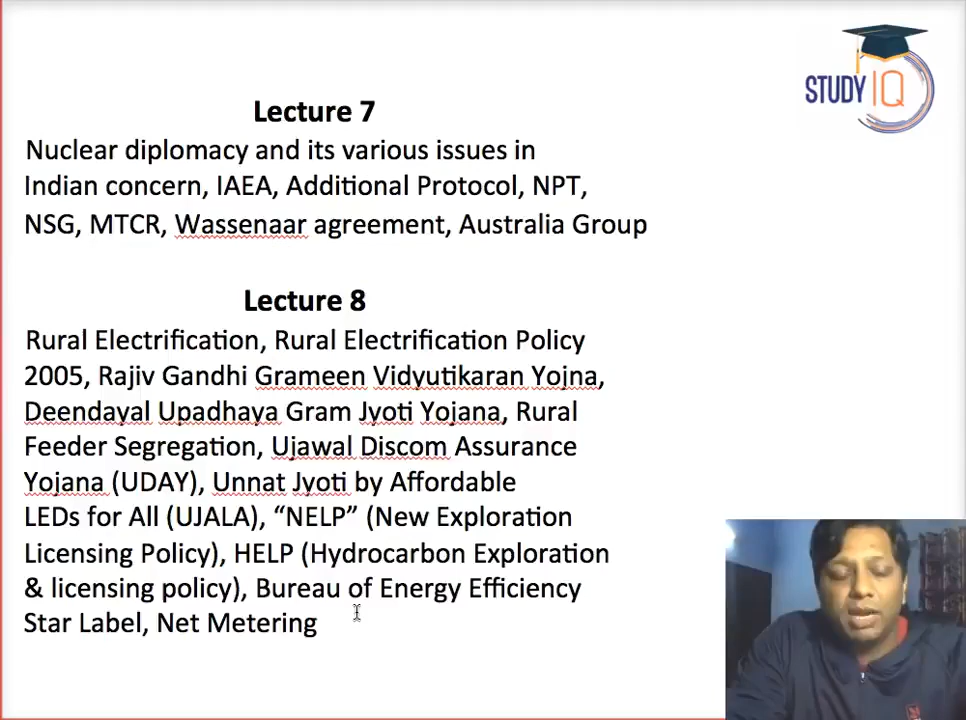 STUDY IQ
Lecture 7
Nuclear diplomacy and its various issues in
Indian concern, IAEA, Additional Protocol, NPT,
NSG, MTCR, Wassenaar agreement, Australia Group
Lecture 8
Rural Electrification, Rural Electrification Policy
2005, Rajiv Gandhi Grameen Vidyutikaran Yojna,
Deendayal Upadhaya Gram Jyoti Yojana, Rural
Feeder Segregation, Ujawal Discom Assurance
Yojana (UDAY), Unnat Jyoti by Affordable
LEDs for All (UJALA), “NELP” (New Exploration
Licensing Policy), HELP (Hydrocarbon Exploration
& licensing policy), Bureau of Energy Efficiency
Star Label, Net Metering